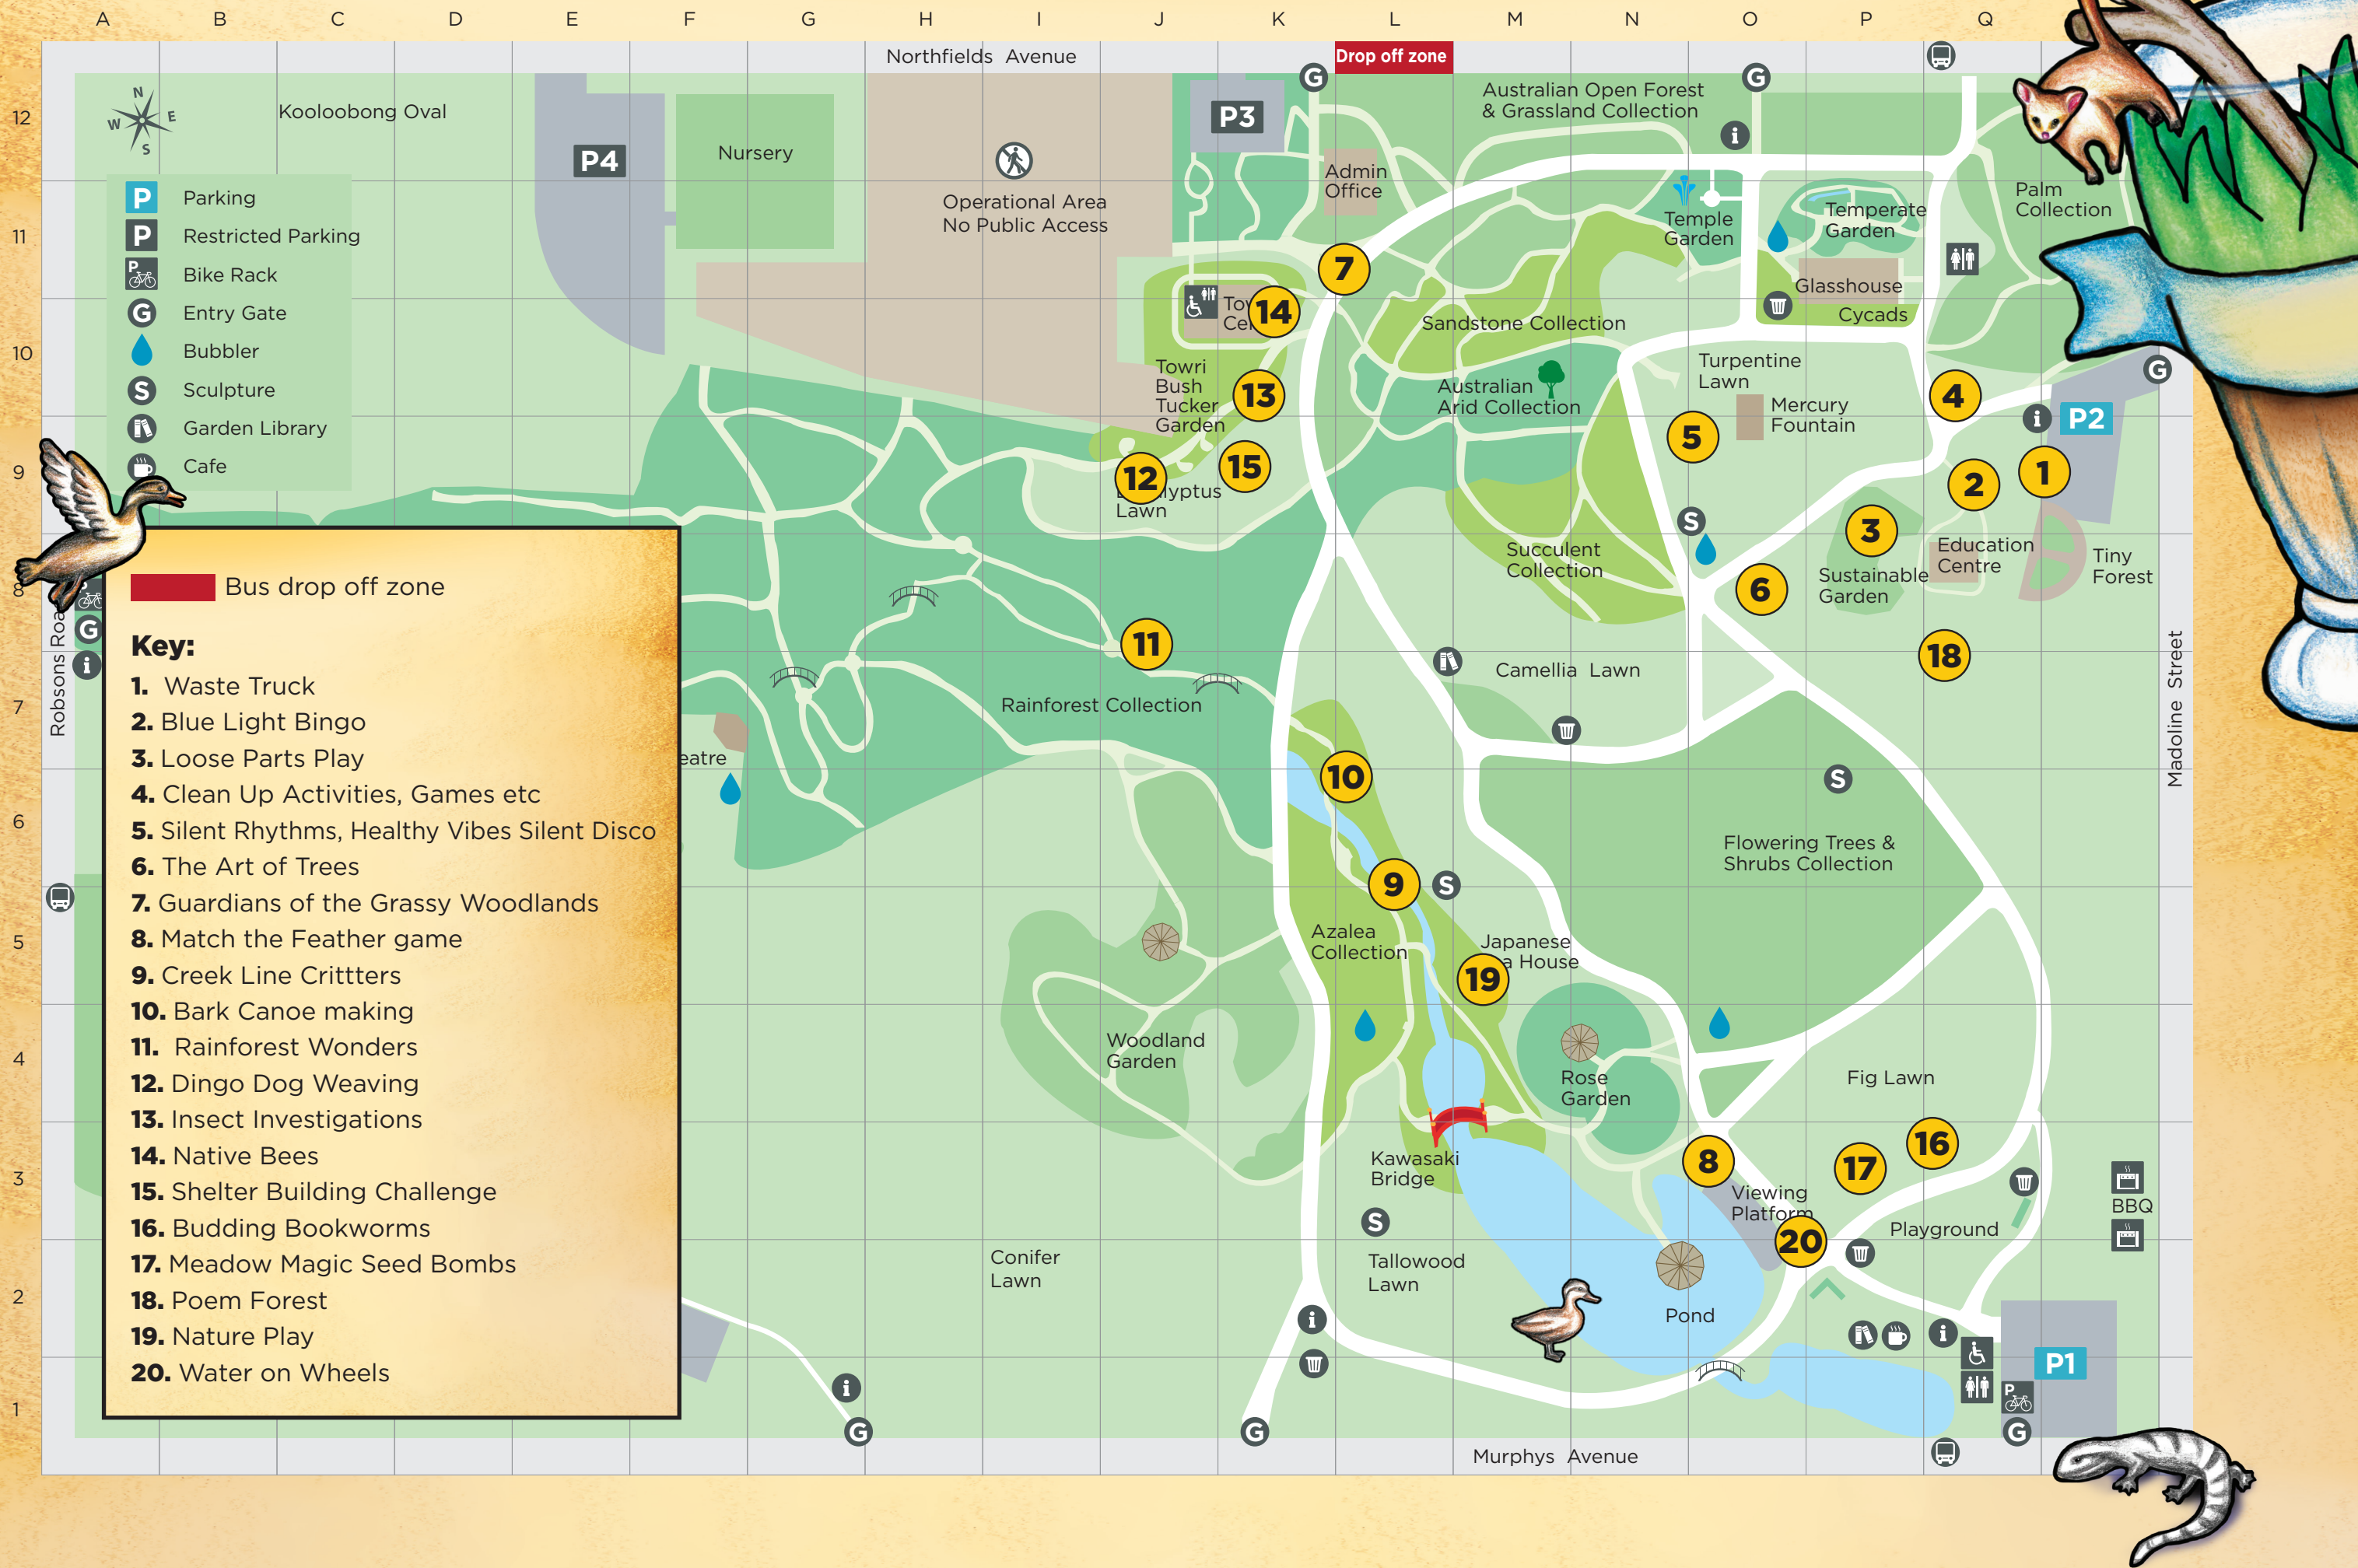 A B C D E F G H I J K L M N O P Q
Northfields Avenue
Drop off zone
12
11
10
9
8
7
6
5
4
3
2
1
N
W E
S
Kooloobong Oval
P4
Nursery
Operational Area
No Public Access
P3
G
Admin
Office
Australian Open Forest
& Grassland Collection
G
i
Temple
Garden
Temperate
Garden
Palm
Collection
Glasshouse
Cycads
P Parking
P Restricted Parking
P Bike Rack
G Entry Gate
Bubbler
S Sculpture
Garden Library
Cafe
7
14
13
15
12
Towri
Bush
Tucker
Garden
Lawn
Sandstone Collection
Australian
Arid Collection
Turpentine
Lawn
Mercury
Fountain
4
5
G
i
P2
1
2
3
S
6
Succulent
Collection
Sustainable
Garden
Education
Centre
Tiny
Forest
18
G
i
Madoline Street
11
Rainforest Collection
Camellia Lawn
10
S
Flowering Trees &
Shrubs Collection
9
S
Azalea
Collection
Japanese
House
19
Woodland
Garden
Rose
Garden
Fig Lawn
Kawasaki
Bridge
8
17
16
Viewing
Platform
20
Playground
BBQ
S
Tallowood
Lawn
Conifer
Lawn
Pond
i
i
P1
P
i
G
G
G
Murphys Avenue
Bus drop off zone
Key:
1. Waste Truck
2. Blue Light Bingo
3. Loose Parts Play
4. Clean Up Activities, Games etc
5. Silent Rhythms, Healthy Vibes Silent Disco
6. The Art of Trees
7. Guardians of the Grassy Woodlands
8. Match the Feather game
9. Creek Line Crittters
10. Bark Canoe making
11. Rainforest Wonders
12. Dingo Dog Weaving
13. Insect Investigations
14. Native Bees
15. Shelter Building Challenge
16. Budding Bookworms
17. Meadow Magic Seed Bombs
18. Poem Forest
19. Nature Play
20. Water on Wheels